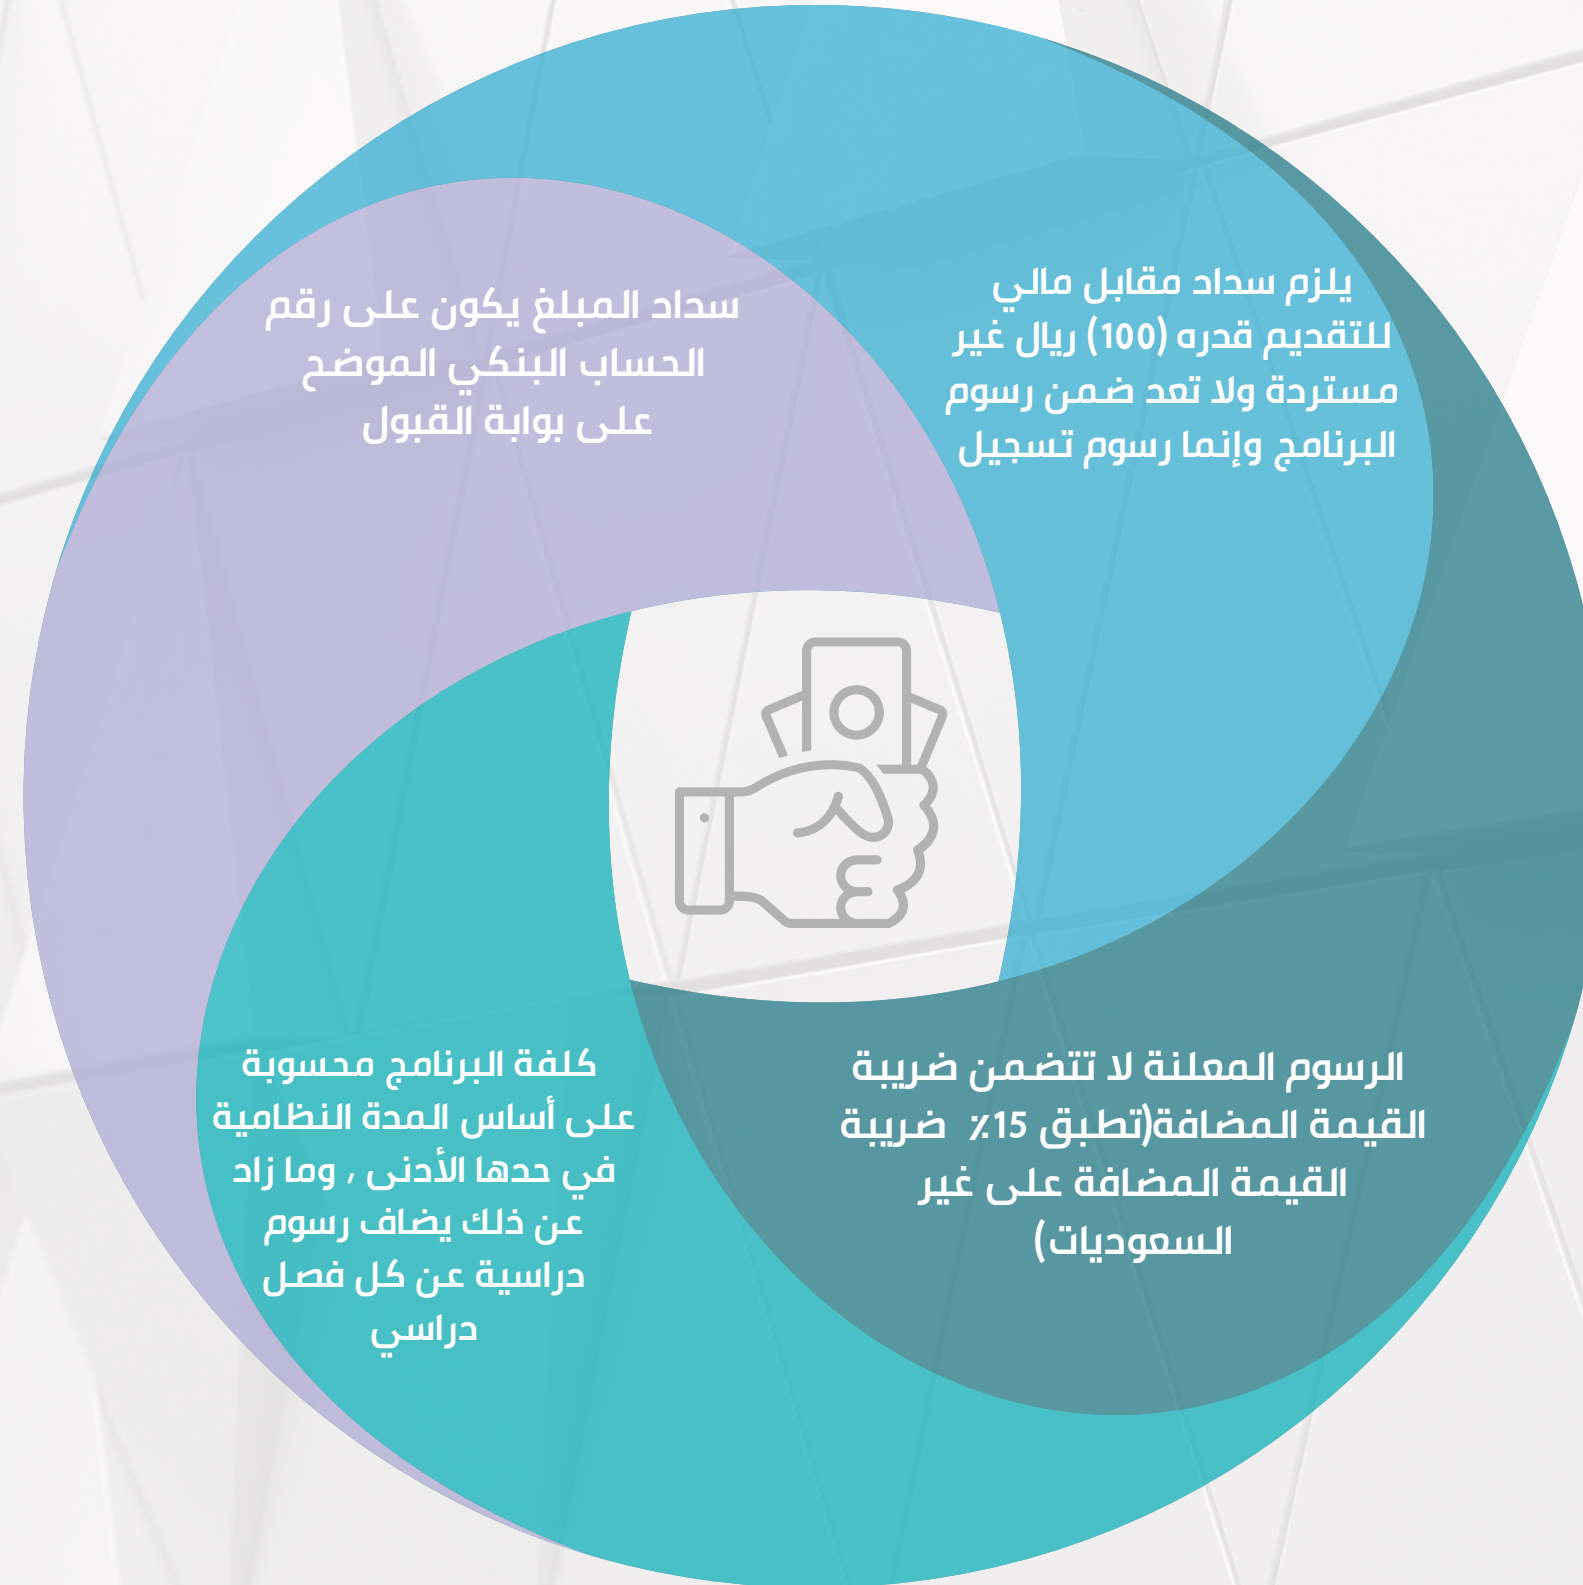 يلزم سداد مقابل مالي
للتقديم قدره (100) ريال غير
مستردة ولا تعد ضمن رسوم
البرنامج وإنما رسوم تسجيل
سداد المبلغ يكون على رقم
الحساب البنكي الموضح
على بوابة القبول
الرسوم المعلنة لا تتضمن ضريبة
القيمة المضافة(تطبق 15٪ ضريبة
القيمة المضافة على غير
السعوديات)
كلفة البرنامج محسوبة
على أساس المدة النظامية
في حدها الأدنى ، وما زاد
عن ذلك يضاف رسوم
دراسية عن كل فصل
دراسي